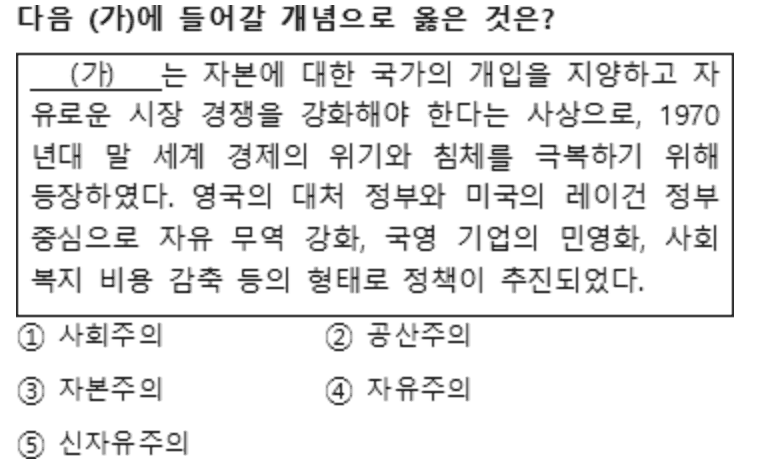 다음 (가)에 들어갈 개념으로 옳은 것은?
(가) 는 자본에 대한 국가의 개입을 지양하고 자
유로운 시장 경쟁을 강화해야 한다는 사상으로, 1970
년대 말 세계 경제의 위기와 침체를 극복하기 위해
등장하였다. 영국의 대처 정부와 미국의 레이건 정부
중심으로 자유 무역 강화, 국영 기업의 민영화, 사회
복지 비용 감축 등의 형태로 정책이 추진되었다.
① 사회주의 ② 공산주의
③ 자본주의 ④ 자유주의
⑤ 신자유주의